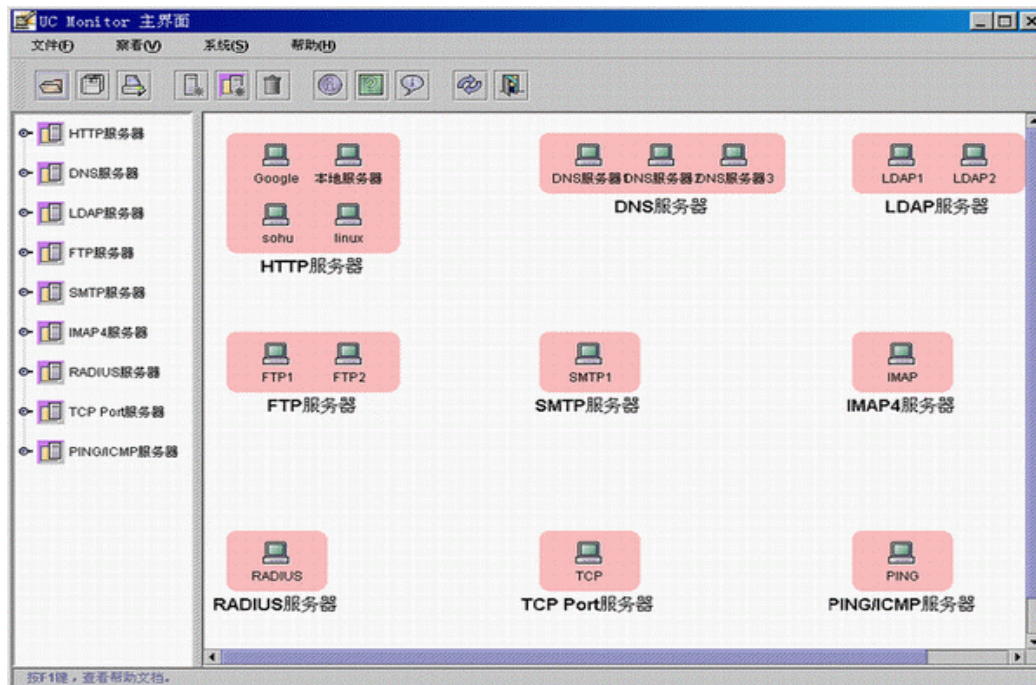 UC Monitor 主界面
文件(F) 察看(V) 系统(S) 帮助(H)
HTTP服务器
DNS服务器
LDAP服务器
FTP服务器
SMTP服务器
IMAP4服务器
RADIUS服务器
TCP Port服务器
PING/ICMP服务器
Google 本地服务器
sohu linux
HTTP服务器
DNS服务器1 DNS服务器2 DNS服务器3
DNS服务器
LDAP1 LDAP2
LDAP服务器
FTP1 FTP2
FTP服务器
SMTP1
SMTP服务器
IMAP
IMAP4服务器
RADIUS
RADIUS服务器
TCP
TCP Port服务器
PING
PING/ICMP服务器
按F1键，查看帮助文档。